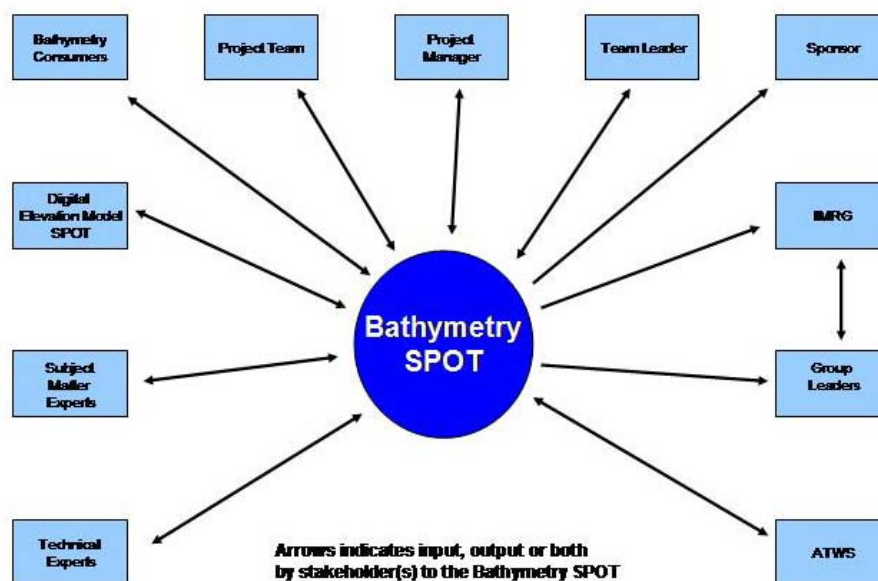 Bathymetry
Consumers
Project Team
Project
Manager
Team Leader
Sponsor
Digital
Elevation Model
SPOT
IMRG
Bathymetry
SPOT
Subject
Matter
Experts
Group
Leaders
Technical
Experts
Arrows indicates input, output or both
by stakeholder(s) to the Bathymetry SPOT
ATWS